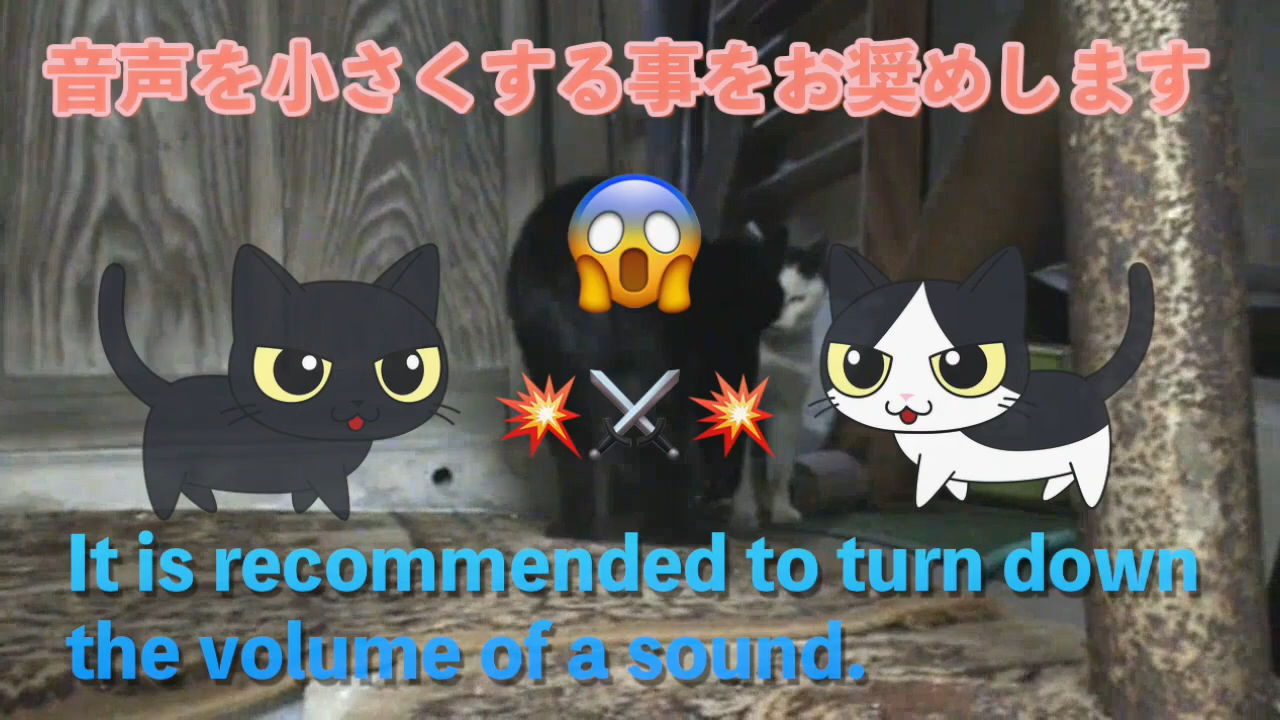 音声を小さくする事をお奨めします
It is recommended to turn down
the volume of a sound.